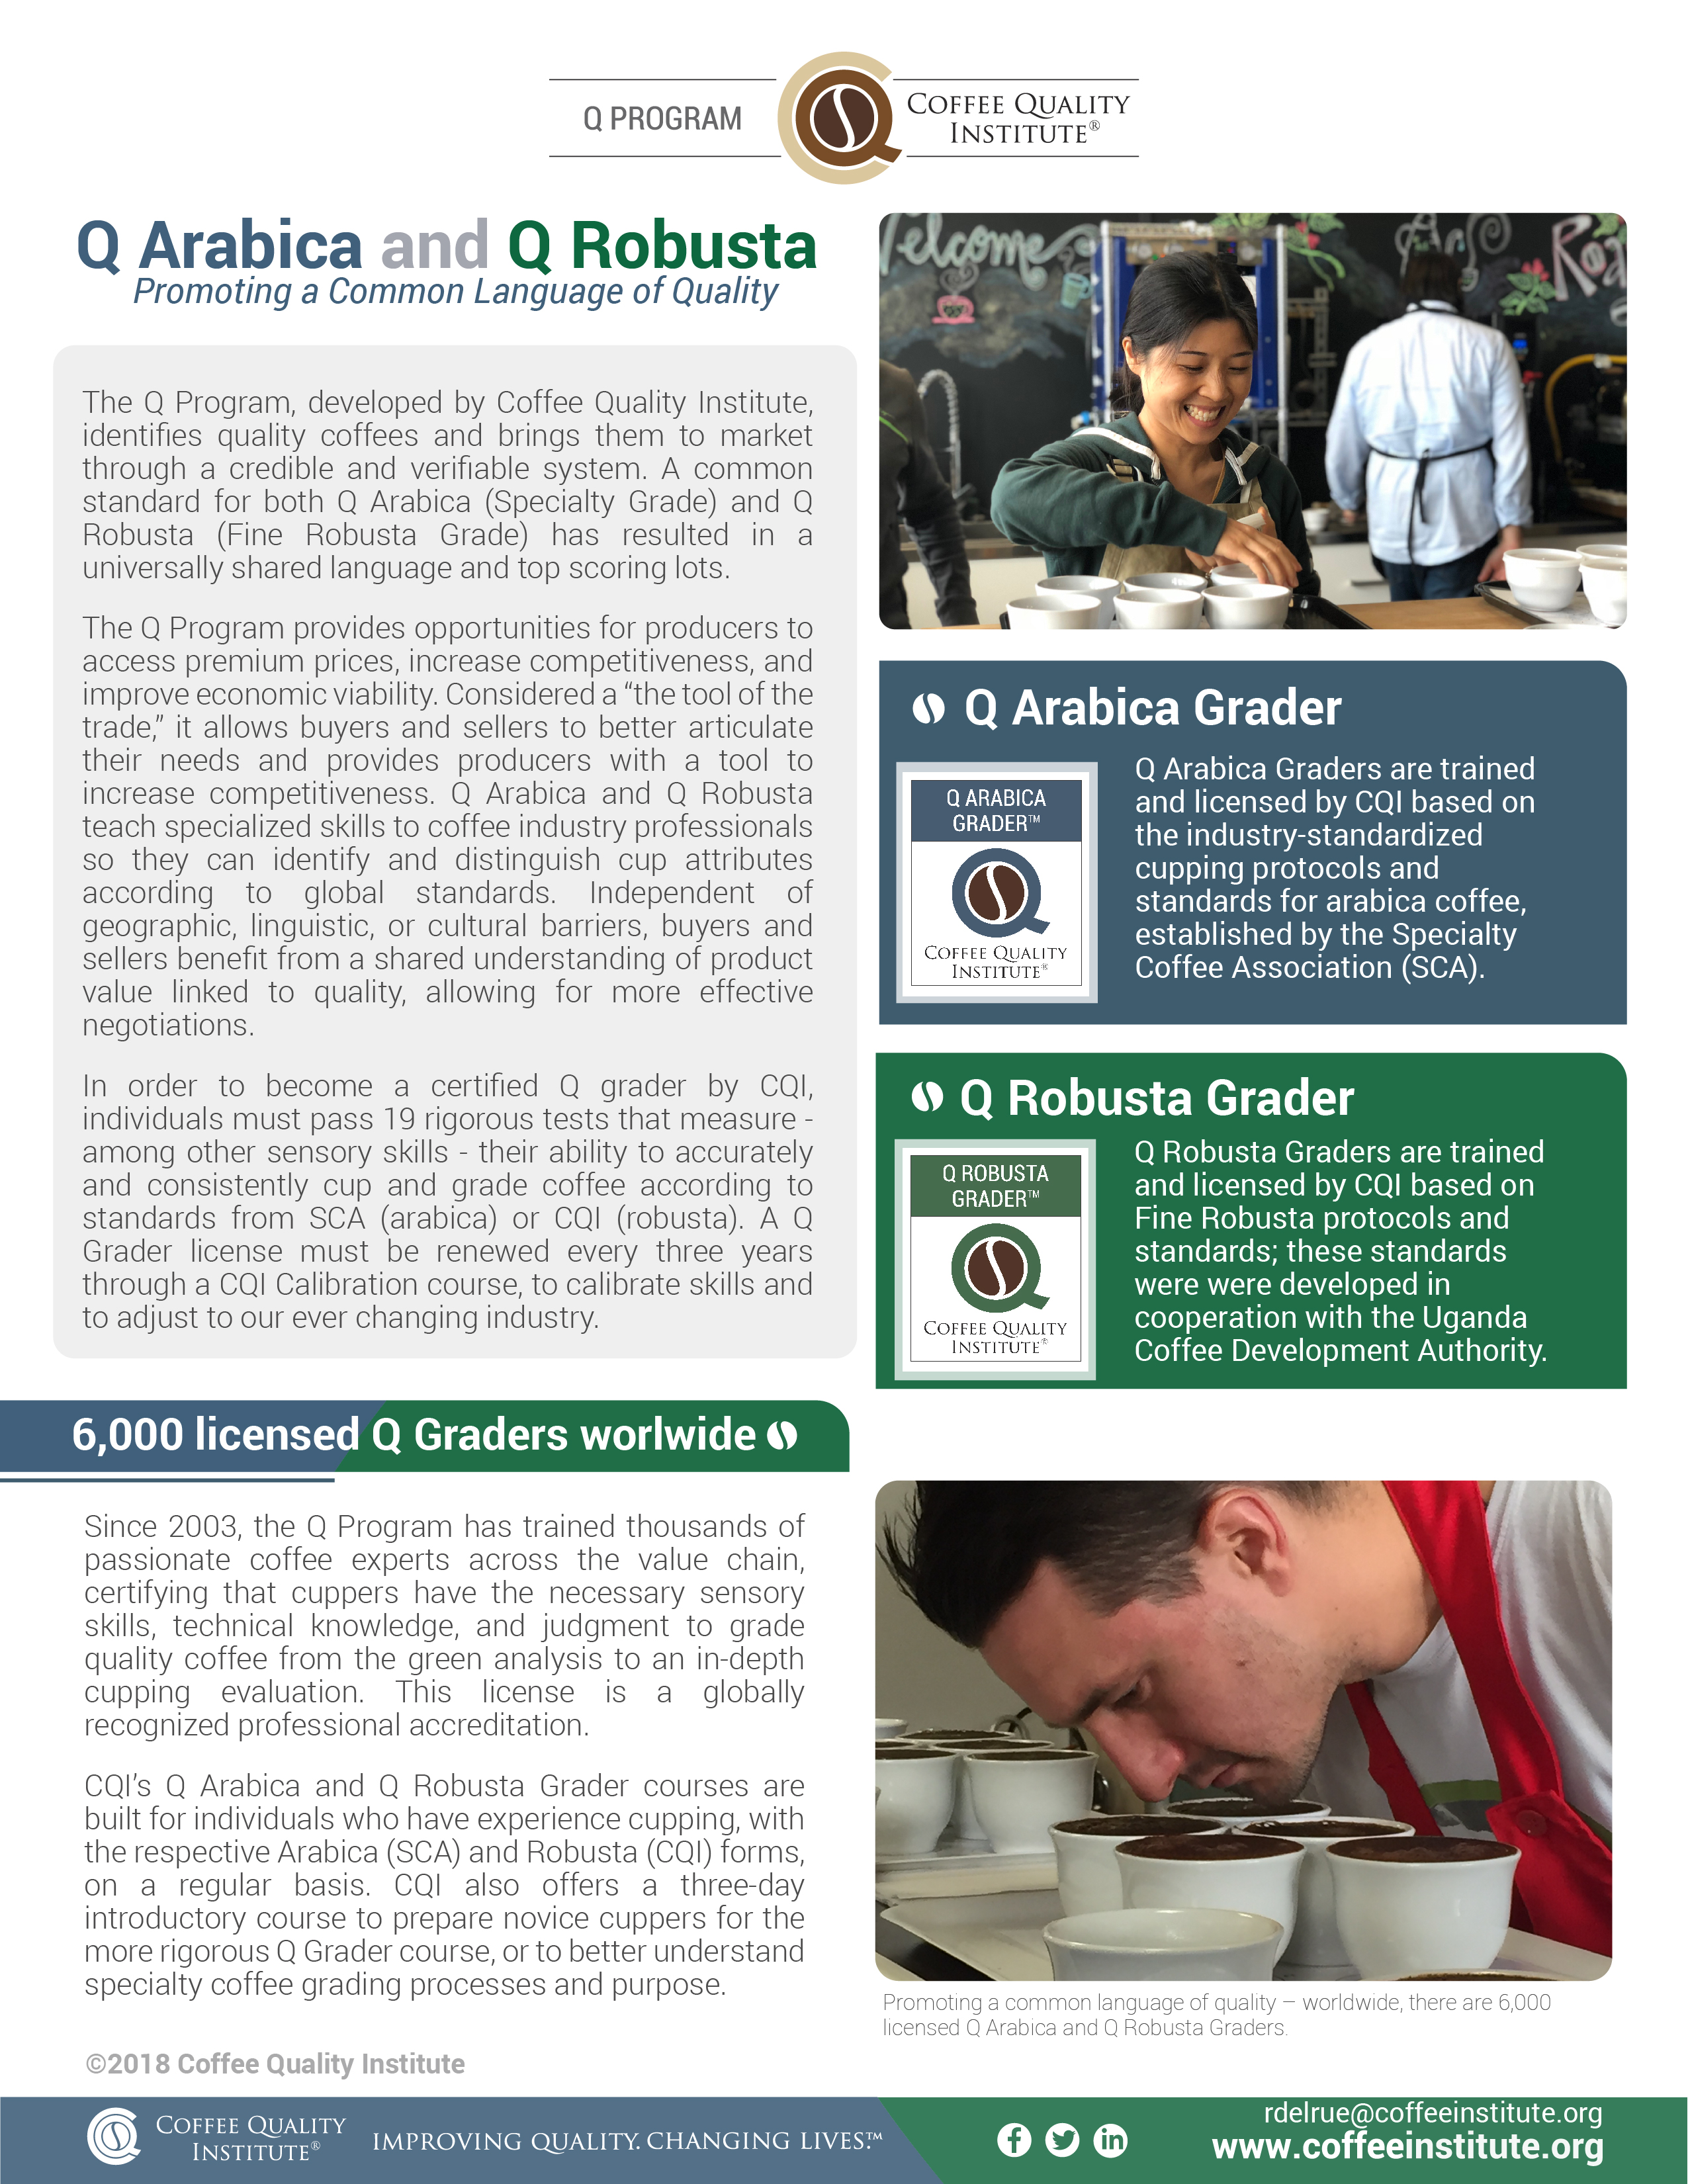 Q PROGRAM
COFFEE QUALITY
INSTITUTE®
Q Arabica and Q Robusta
Promoting a Common Language of Quality
The Q Program, developed by Coffee Quality Institute,
identifies quality coffees and brings them to market
through a credible and verifiable system. A common
standard for both Q Arabica (Specialty Grade) and Q
Robusta (Fine Robusta Grade) has resulted in a
universally shared language and top scoring lots.
The Q Program provides opportunities for producers to
access premium prices, increase competitiveness, and
improve economic viability. Considered a “the tool of the
trade,” it allows buyers and sellers to better articulate
their needs and provides producers with a tool to
increase competitiveness. Q Arabica and Q Robusta
teach specialized skills to coffee industry professionals
so they can identify and distinguish cup attributes
according to global standards. Independent of
geographic, linguistic, or cultural barriers, buyers and
sellers benefit from a shared understanding of product
value linked to quality, allowing for more effective
negotiations.
In order to become a certified Q grader by CQI,
individuals must pass 19 rigorous tests that measure -
among other sensory skills - their ability to accurately
and consistently cup and grade coffee according to
standards from SCA (arabica) or CQI (robusta). A Q
Grader license must be renewed every three years
through a CQI Calibration course, to calibrate skills and
to adjust to our ever changing industry.
Welcome
Q Arabica Grader
Q ARABICA
GRADER™
COFFEE QUALITY
INSTITUTE®
Q Arabica Graders are trained
and licensed by CQI based on
the industry-standardized
cupping protocols and
standards for arabica coffee,
established by the Specialty
Coffee Association (SCA).
Q Robusta Grader
Q ROBUSTA
GRADER™
COFFEE QUALITY
INSTITUTE®
Q Robusta Graders are trained
and licensed by CQI based on
Fine Robusta protocols and
standards; these standards
were were developed in
cooperation with the Uganda
Coffee Development Authority.
6,000 licensed Q Graders worlwide
Since 2003, the Q Program has trained thousands of
passionate coffee experts across the value chain,
certifying that cuppers have the necessary sensory
skills, technical knowledge, and judgment to grade
quality coffee from the green analysis to an in-depth
cupping evaluation. This license is a globally
recognized professional accreditation.
CQI’s Q Arabica and Q Robusta Grader courses are
built for individuals who have experience cupping, with
the respective Arabica (SCA) and Robusta (CQI) forms,
on a regular basis. CQI also offers a three-day
introductory course to prepare novice cuppers for the
more rigorous Q Grader course, or to better understand
specialty coffee grading processes and purpose.
Promoting a common language of quality – worldwide, there are 6,000
licensed Q Arabica and Q Robusta Graders.
©2018 Coffee Quality Institute
COFFEE QUALITY
INSTITUTE®
IMPROVING QUALITY. CHANGING LIVES.™
rdelrue@coffeeinstitute.org
www.coffeeinstitute.org